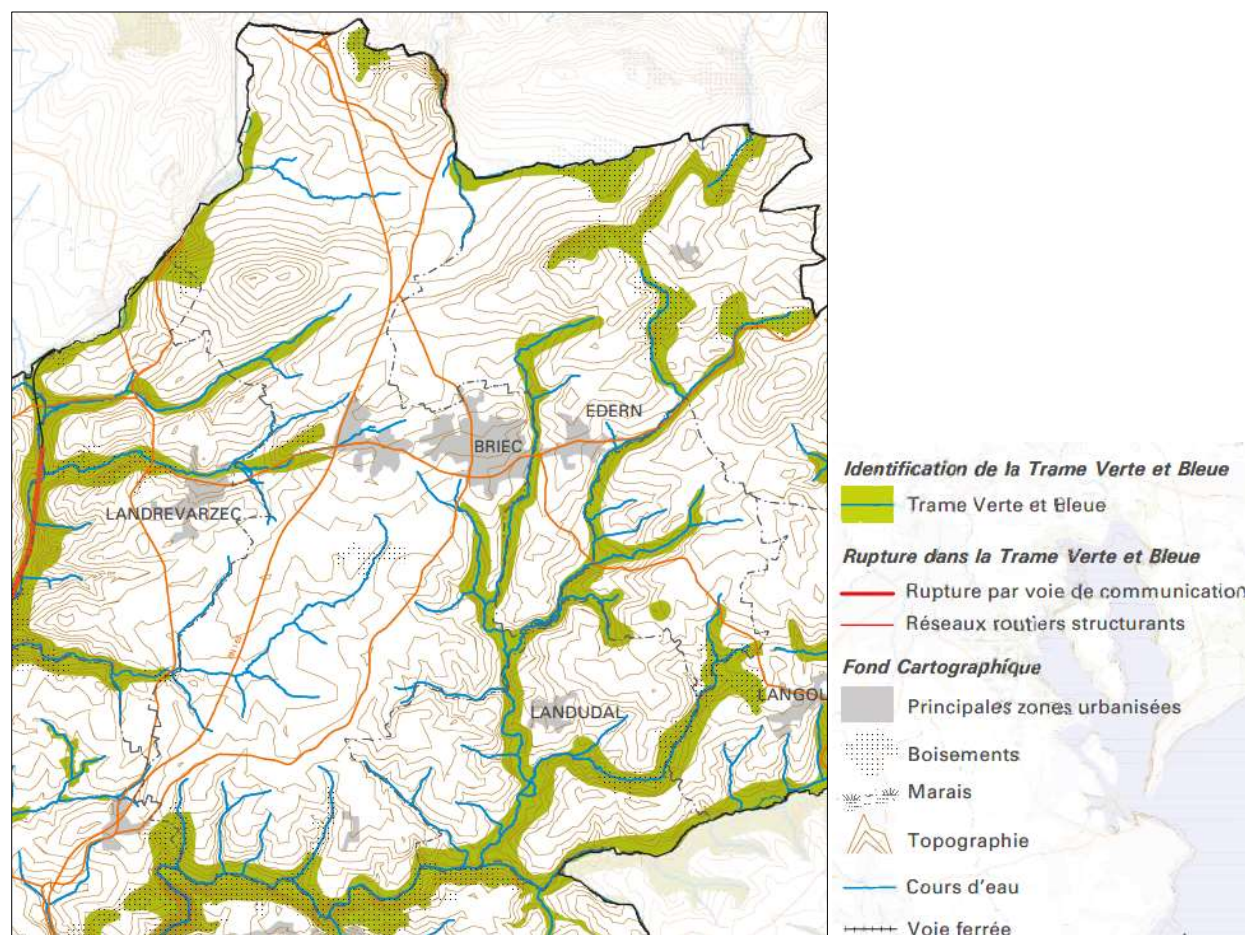 EDERN
BRIEC
LANDREVARZEC
LANDUDAL
LANGOL
Identification de la Trame Verte et Bleue
Trame Verte et Bleue
Rupture dans la Trame Verte et Bleue
Rupture par voie de communication
Réseaux routiers structurants
Fond Cartographique
Principales zones urbanisées
Boisements
Marais
Topographie
Cours d'eau
Voie ferrée